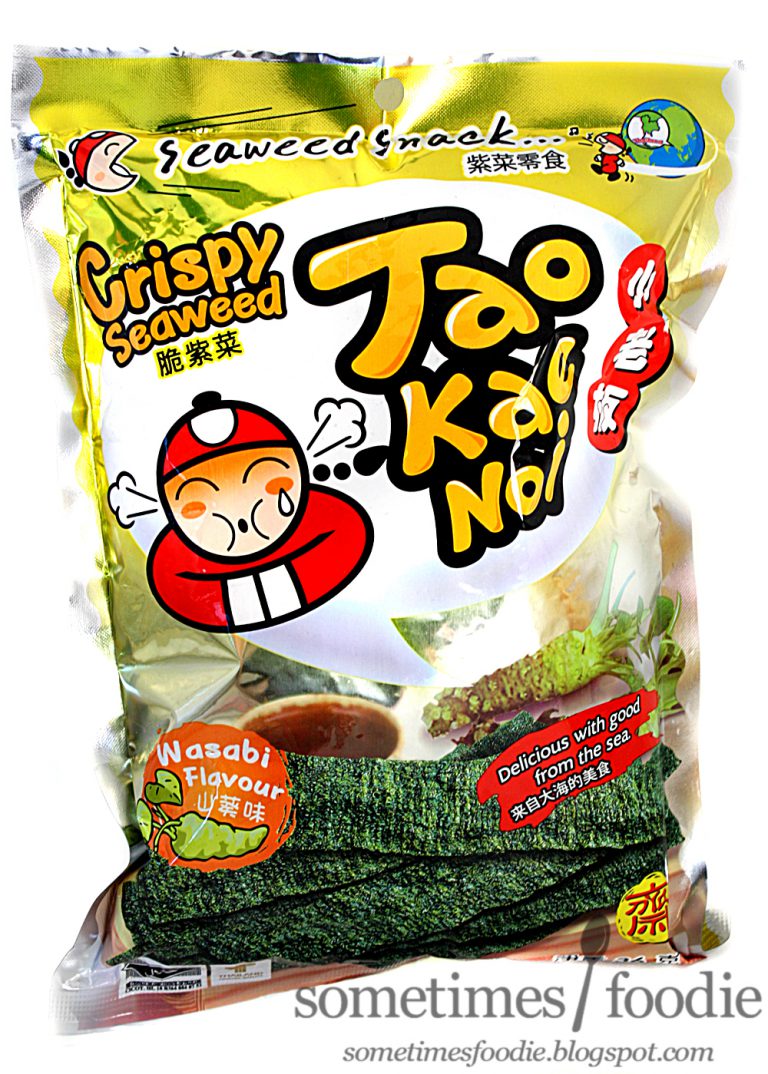 Seaweed Snack...
紫菜零食
Crispy
Seaweed
脆紫菜
Tao
Kae
Noi
小老板
Wasabi
Flavour
山葵味
Delicious with good
from the sea.
来自大海的美食
齋
THAILAND
sometimes foodie
sometimesfoodie.blogspot.com